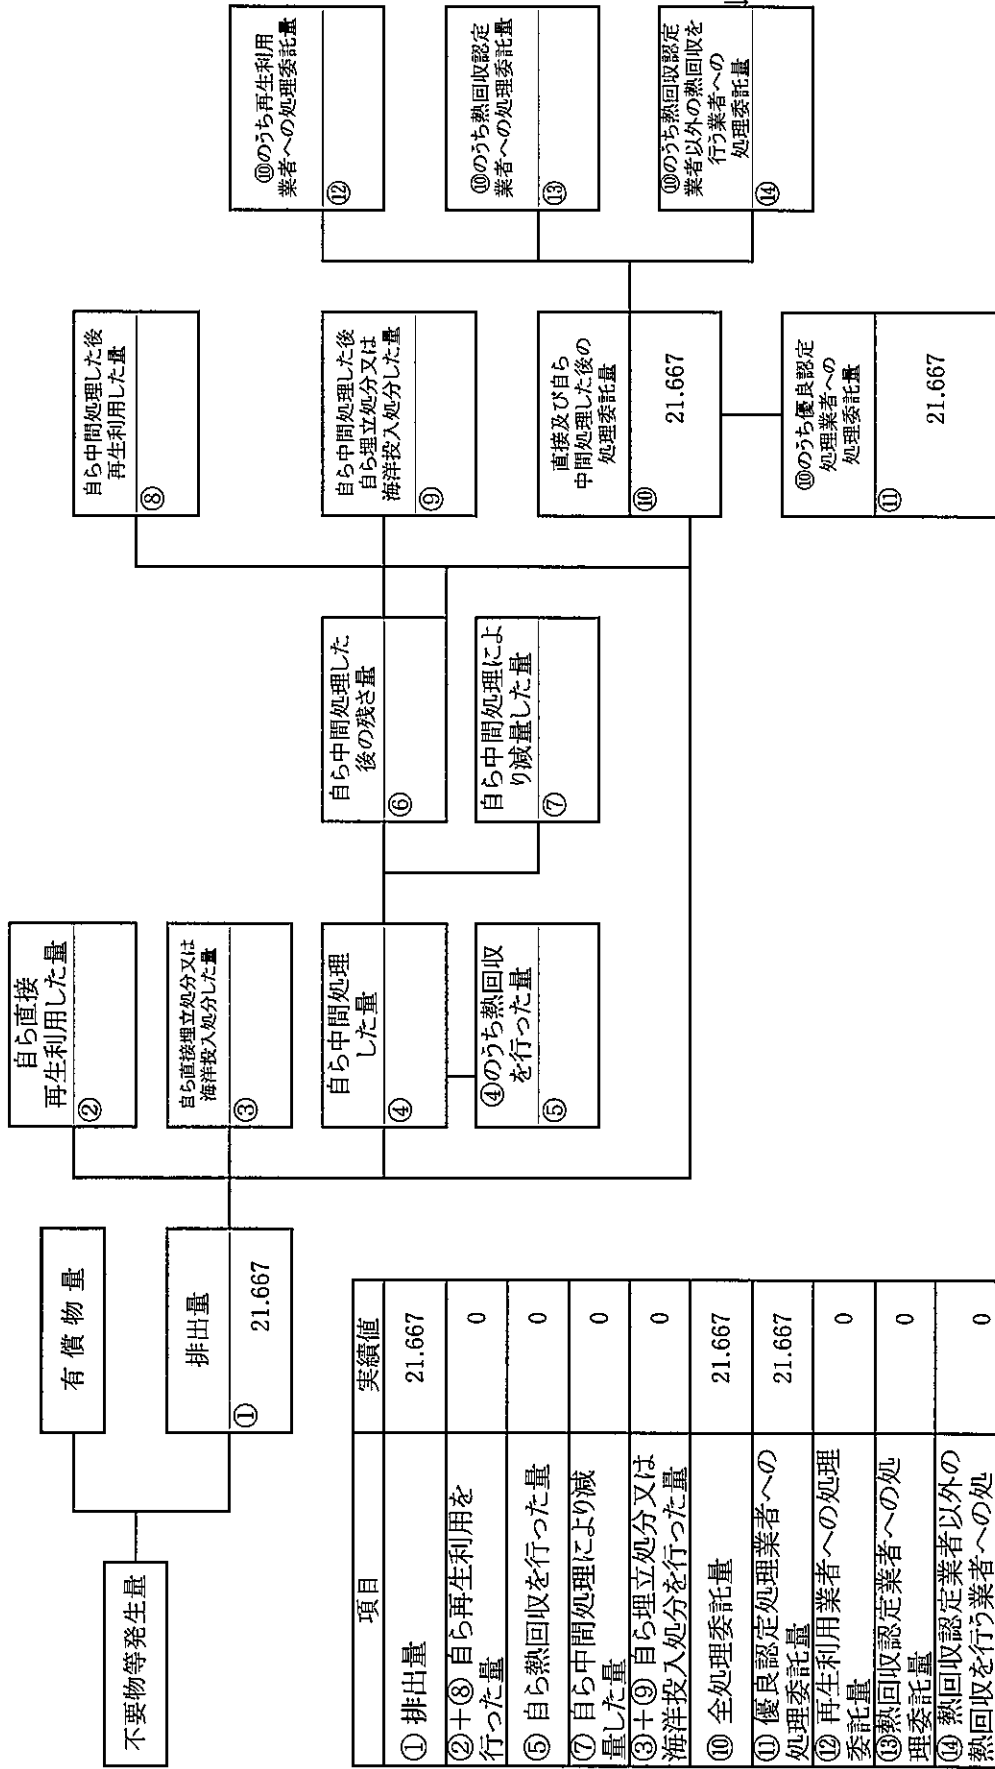 不要物等発生量
有償物量
排出量
①
21.667
自ら直接
再生利用した量
②
自ら直接埋立処分又は
海洋投入処分した量
③
自ら中間処理
した量
④
④のうち熱回収
を行った量
⑤
自ら中間処理した
後の残さ量
⑥
自ら中間処理によ
り減量した量
⑦
自ら中間処理した後
再生利用した量
⑧
自ら中間処理した後
自ら埋立処分又は
海洋投入処分した量
⑨
直接及び自ら
中間処理した後の
処理委託量
⑩
21.667
⑩のうち優良認定
処理業者への
処理委託量
⑪
21.667
⑩のうち再生利用
業者への処理委託量
⑫
⑩のうち熱回収認定
業者への処理委託量
⑬
⑩のうち熱回収認定
業者以外の熱回収を
行う業者への
処理委託量
⑭
項目 実績値
① 排出量 21.667
②+⑧ 自ら再生利用を
行った量 0
⑤ 自ら熱回収を行った量 0
⑦ 自ら中間処理により減
量した量 0
③+⑨ 自ら埋立処分又は
海洋投入処分を行った量 0
⑩ 全処理委託量 21.667
⑪ 優良認定処理業者への
処理委託量 21.667
⑫ 再生利用業者への処理
委託量 0
⑬熱回収認定業者への処
理委託量 0
⑭ 熱回収認定業者以外の
熱回収を行う業者への処 0